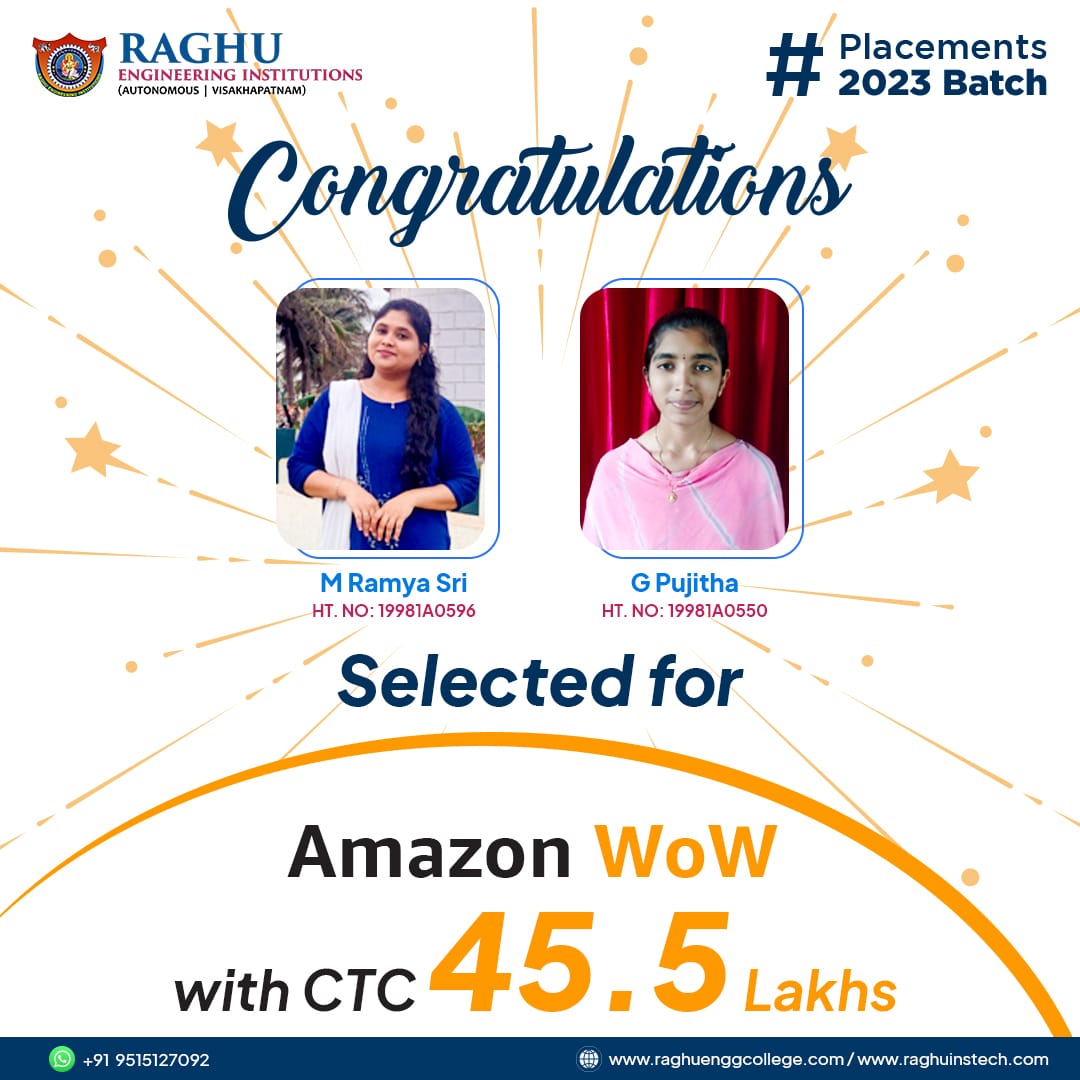 RAGHU
ENGINEERING INSTITUTIONS
(AUTONOMOUS | VISAKHAPATNAM)
# Placements
2023 Batch
Congratulations
M Ramya Sri
HT. NO: 19981A0596
G Pujitha
HT. NO: 19981A0550
Selected for
Amazon WoW
with CTC 45.5 Lakhs
+91 9515127092
www.raghuenggcollege.com / www.raghuinstech.com